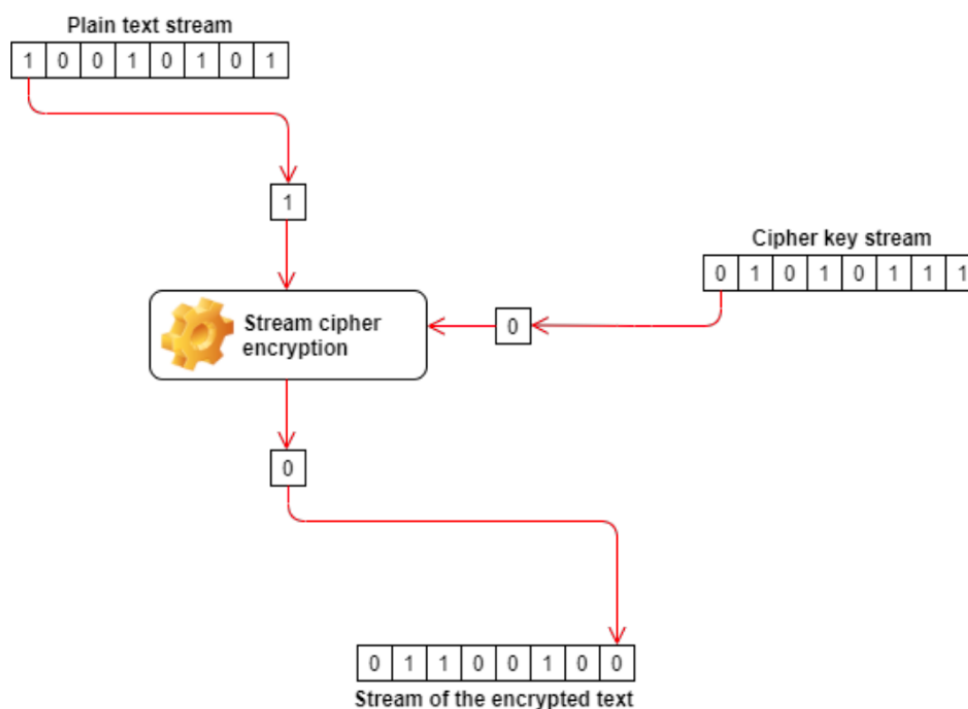 Plain text stream
1 0 0 1 0 1 0 1
1
Cipher key stream
0 1 0 1 0 1 1 1
Stream cipher
encryption
0
0
0 1 1 0 0 1 0 0
Stream of the encrypted text